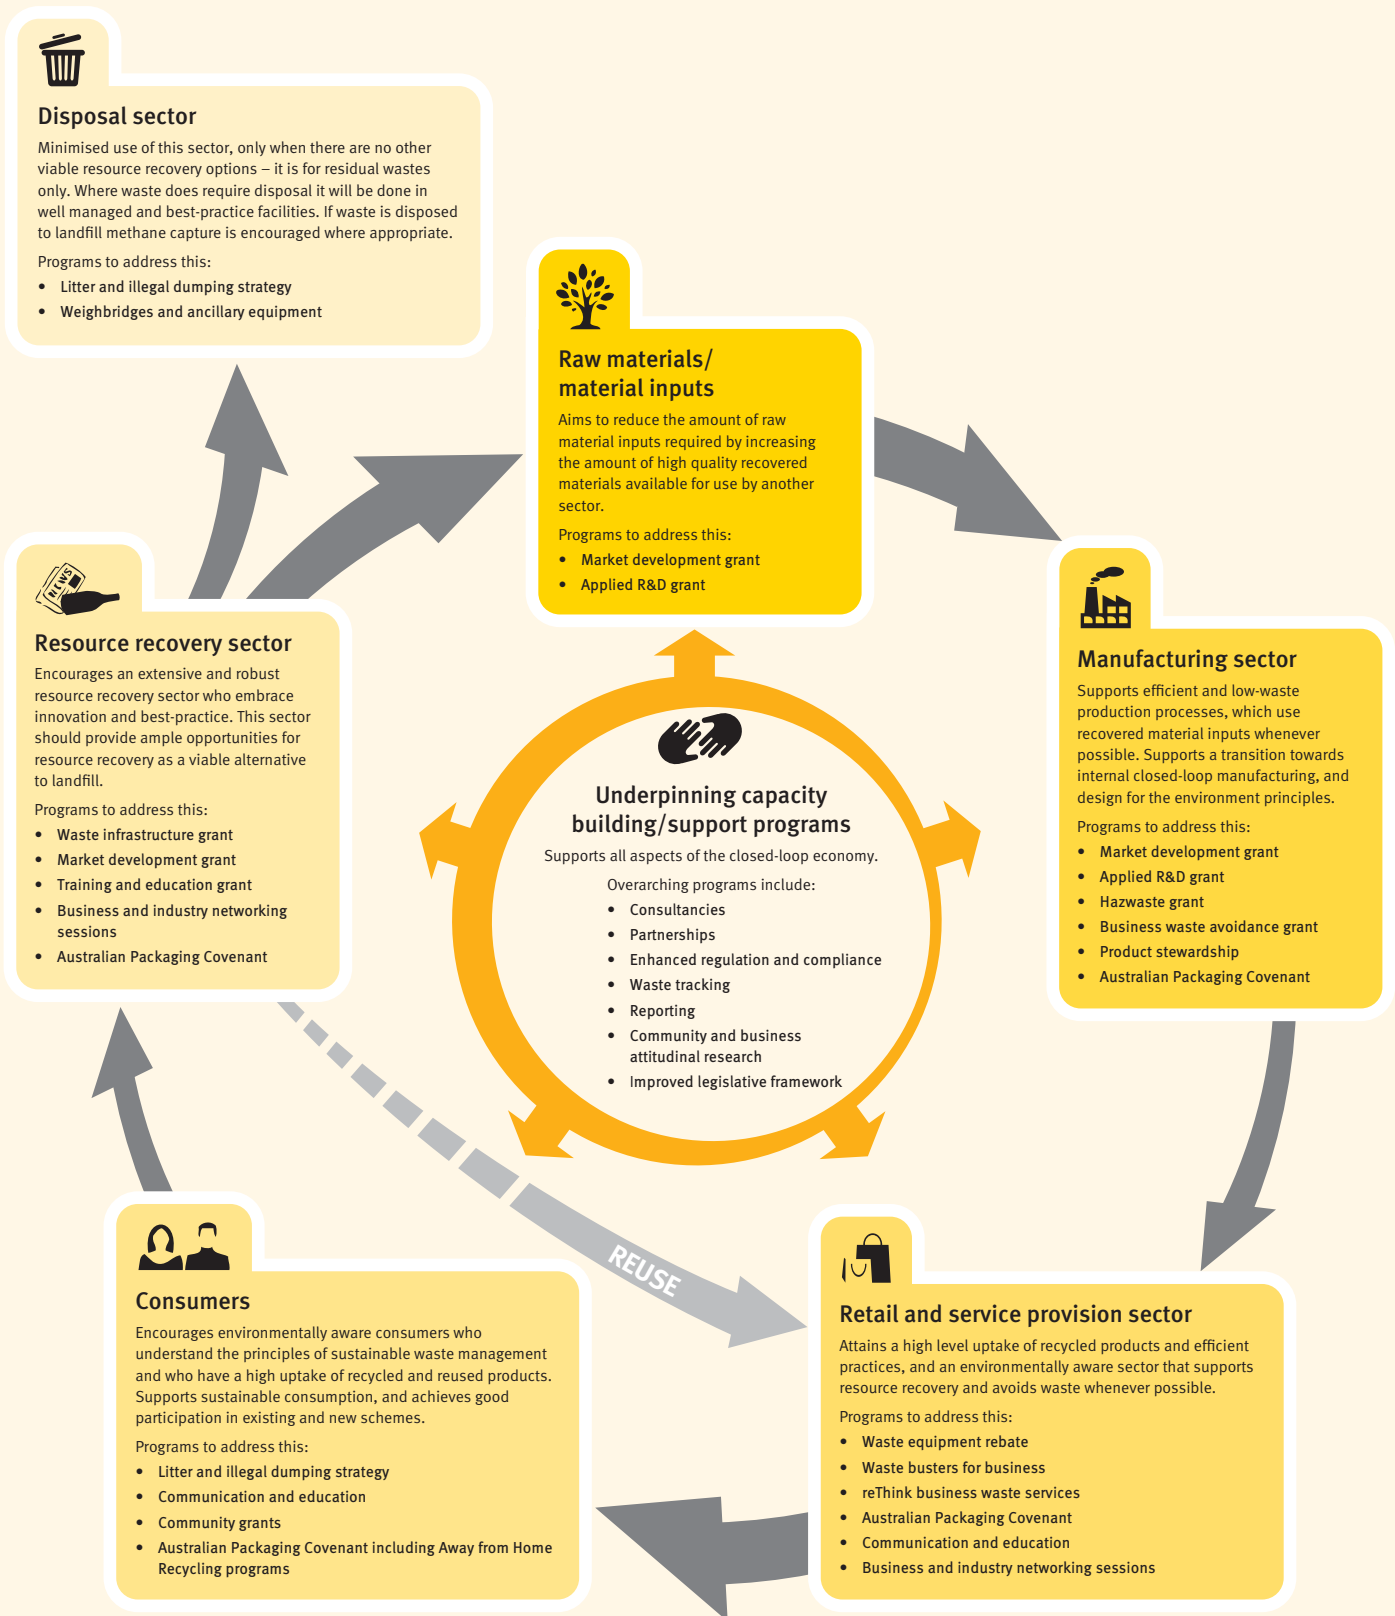 Disposal sector
Minimised use of this sector, only when there are no other
viable resource recovery options – it is for residual wastes
only. Where waste does require disposal it will be done in
well managed and best-practice facilities. If waste is disposed
to landfill methane capture is encouraged where appropriate.
Programs to address this:
• Litter and illegal dumping strategy
• Weighbridges and ancillary equipment
Raw materials/
material inputs
Aims to reduce the amount of raw
material inputs required by increasing
the amount of high quality recovered
materials available for use by another
sector.
Programs to address this:
• Market development grant
• Applied R&D grant
NEWS
Resource recovery sector
Encourages an extensive and robust
resource recovery sector who embrace
innovation and best-practice. This sector
should provide ample opportunities for
resource recovery as a viable alternative
to landfill.
Programs to address this:
• Waste infrastructure grant
• Market development grant
• Training and education grant
• Business and industry networking
sessions
• Australian Packaging Covenant
Manufacturing sector
Supports efficient and low-waste
production processes, which use
recovered material inputs whenever
possible. Supports a transition towards
internal closed-loop manufacturing, and
design for the environment principles.
Programs to address this:
• Market development grant
• Applied R&D grant
• Hazwaste grant
• Business waste avoidance grant
• Product stewardship
• Australian Packaging Covenant
Underpinning capacity
building/support programs
Supports all aspects of the closed-loop economy.
Overarching programs include:
• Consultancies
• Partnerships
• Enhanced regulation and compliance
• Waste tracking
• Reporting
• Community and business
attitudinal research
• Improved legislative framework
REUSE
Consumers
Encourages environmentally aware consumers who
understand the principles of sustainable waste management
and who have a high uptake of recycled and reused products.
Supports sustainable consumption, and achieves good
participation in existing and new schemes.
Programs to address this:
• Litter and illegal dumping strategy
• Communication and education
• Community grants
• Australian Packaging Covenant including Away from Home
Recycling programs
Retail and service provision sector
Attains a high level uptake of recycled products and efficient
practices, and an environmentally aware sector that supports
resource recovery and avoids waste whenever possible.
Programs to address this:
• Waste equipment rebate
• Waste busters for business
• reThink business waste services
• Australian Packaging Covenant
• Communication and education
• Business and industry networking sessions